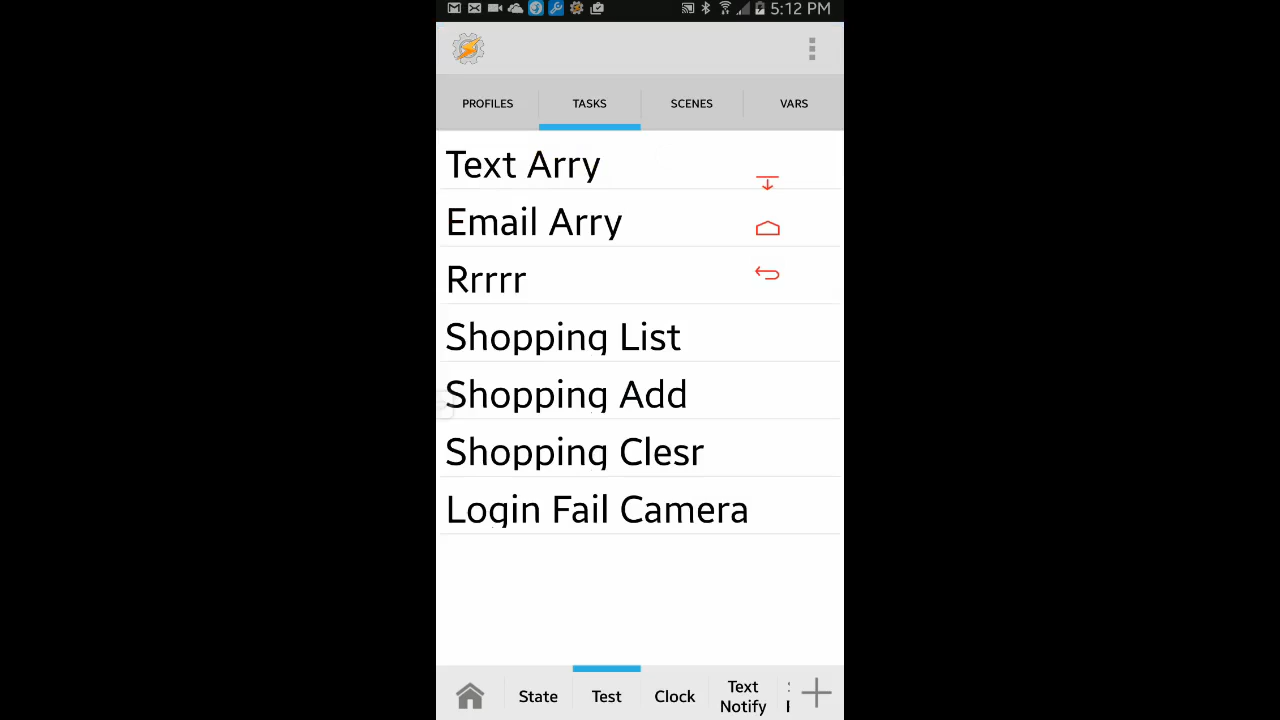 5:12 PM
PROFILES TASKS SCENES VARS
Text Arry
Email Arry
Rrrrr
Shopping List
Shopping Add
Shopping Clesr
Login Fail Camera
State Test Clock Text
Notify